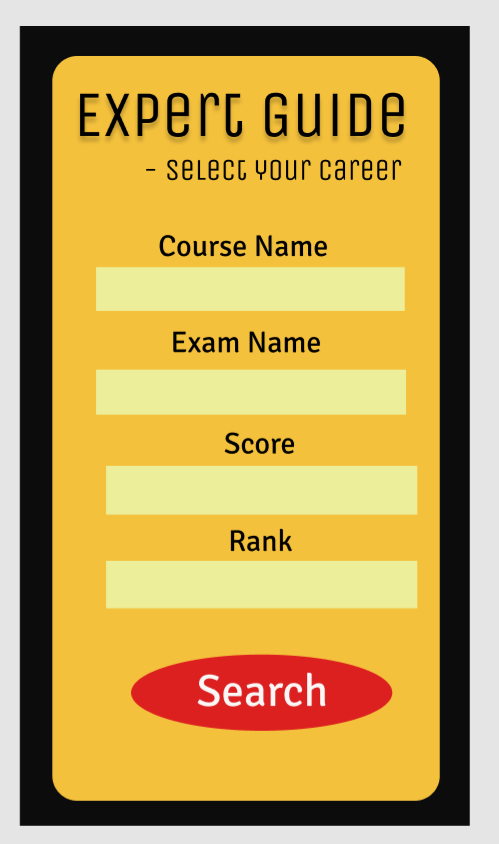 Expert Guide
- Select your career
Course Name
Exam Name
Score
Rank
Search